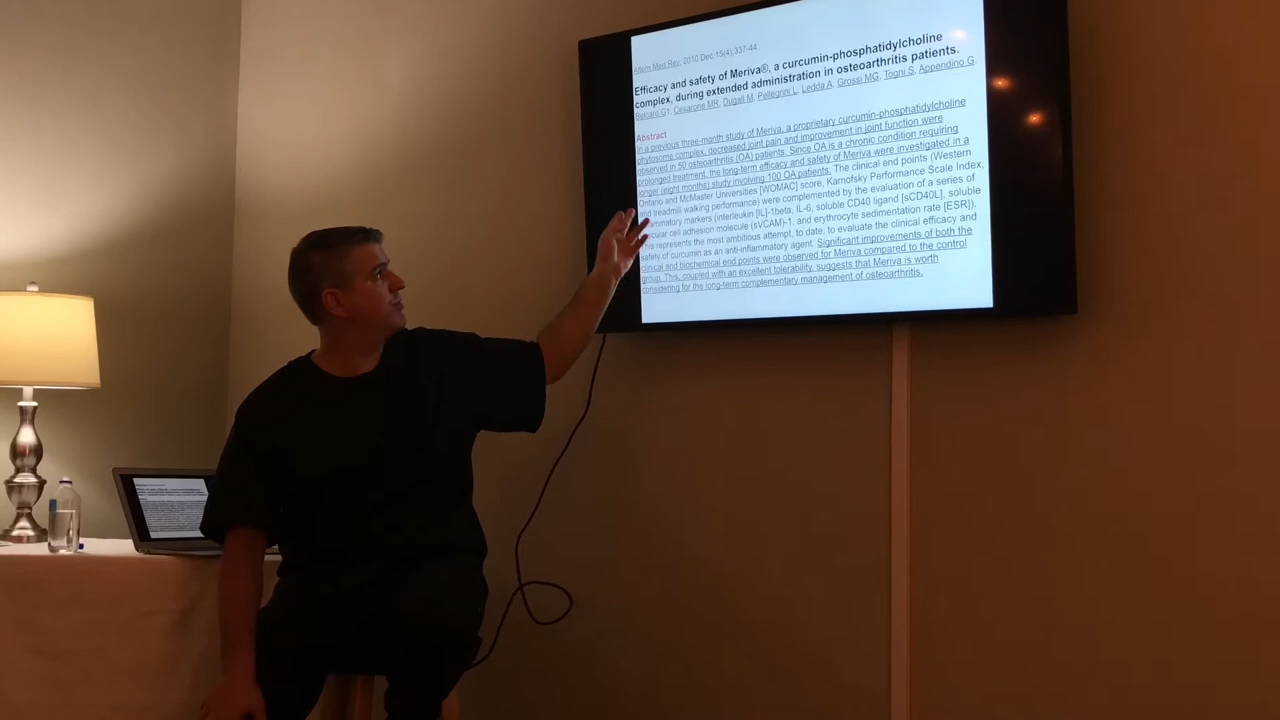 Altern Med Rev. 2010 Dec;15(4):337-44.
Efficacy and safety of Meriva®, a curcumin-phosphatidylcholine
complex, during extended administration in osteoarthritis patients.
Belcaro G1, Cesarone MR, Dugall M, Pellegrini L, Ledda A, Grossi MG, Togni S, Appendino G.
Abstract
In a previous three-month study of Meriva, a proprietary curcumin-phosphatidylcholine
phytosome complex, decreased joint pain and improvement in joint function were
observed in 50 osteoarthritis (OA) patients. Since OA is a chronic condition requiring
prolonged treatment, the long-term efficacy and safety of Meriva were investigated in a
longer (eight months) study involving 100 OA patients. The clinical end points (Western
Ontario and McMaster Universities [WOMAC] score, Karnofsky Performance Scale Index,
and treadmill walking performance) were complemented by the evaluation of a series of
ammatory markers (interleukin [IL]-1beta, IL-6, soluble CD40 ligand [sCD40L], soluble
scular cell adhesion molecule (sVCAM)-1, and erythrocyte sedimentation rate [ESR]).
This represents the most ambitious attempt, to date, to evaluate the clinical efficacy and
safety of curcumin as an anti-inflammatory agent. Significant improvements of both the
clinical and biochemical end points were observed for Meriva compared to the control
group. This, coupled with an excellent tolerability, suggests that Meriva is worth
considering for the long-term complementary management of osteoarthritis.